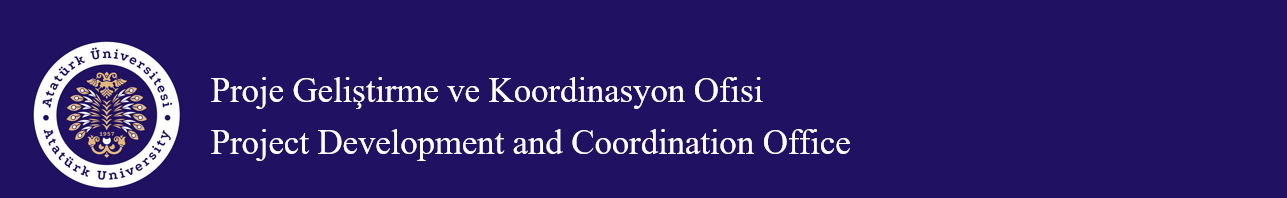 Atatürk Üniversitesi
1957
Atatürk University
Proje Geliştirme ve Koordinasyon Ofisi
Project Development and Coordination Office